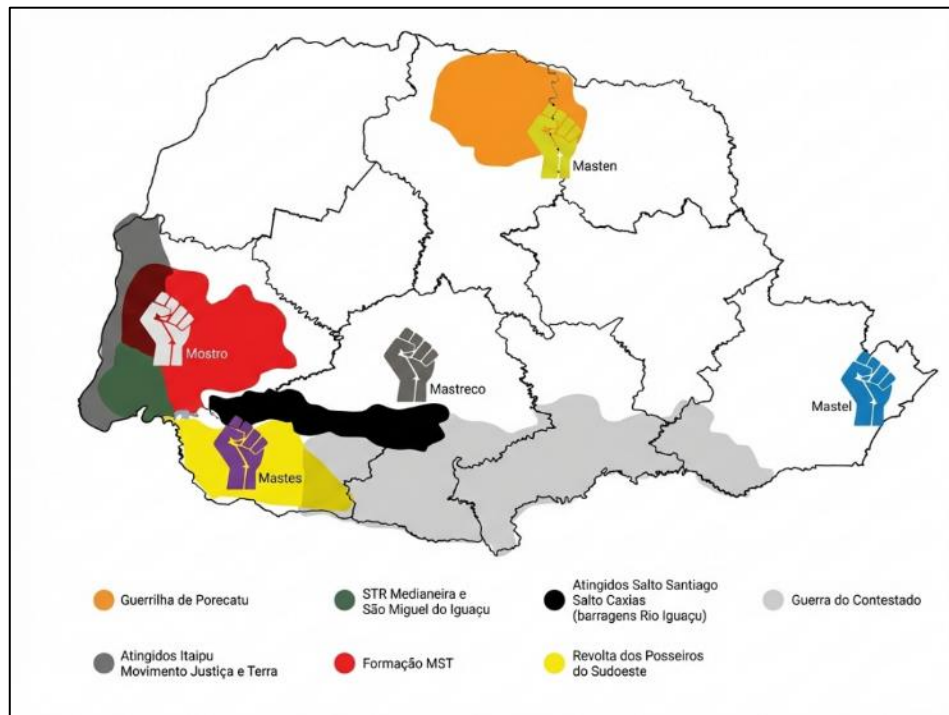 Masten
Mostro
Mastreco
Mastel
Mastes
Guerrilha de Porecatu
STR Medianeira e
São Miguel do Iguaçu
Atingidos Salto Santiago
Salto Caxias
(barragens Rio Iguaçu)
Guerra do Contestado
Atingidos Itaipu
Movimento Justiça e Terra
Formação MST
Revolta dos Posseiros
do Sudoeste